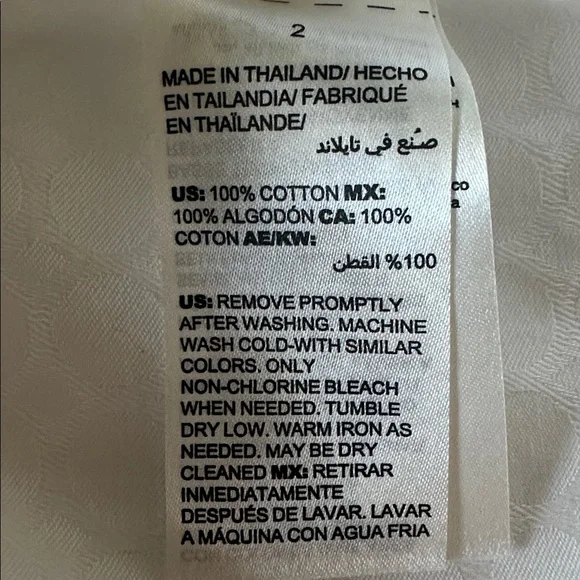 2
MADE IN THAILAND/ HECHO
EN TAILANDIA/ FABRIQUÉ
EN THAÏLANDE/
صُنع في تايلاند
US: 100% COTTON MX:
100% ALGODÓN CA: 100%
COTON AE/KW:
100% القطن
US: REMOVE PROMPTLY
AFTER WASHING. MACHINE
WASH COLD-WITH SIMILAR
COLORS. ONLY
NON-CHLORINE BLEACH
WHEN NEEDED. TUMBLE
DRY LOW. WARM IRON AS
NEEDED. MAY BE DRY
CLEANED MX: RETIRAR
INMEDIATAMENTE
DESPUÉS DE LAVAR. LAVAR
A MÁQUINA CON AGUA FRIA